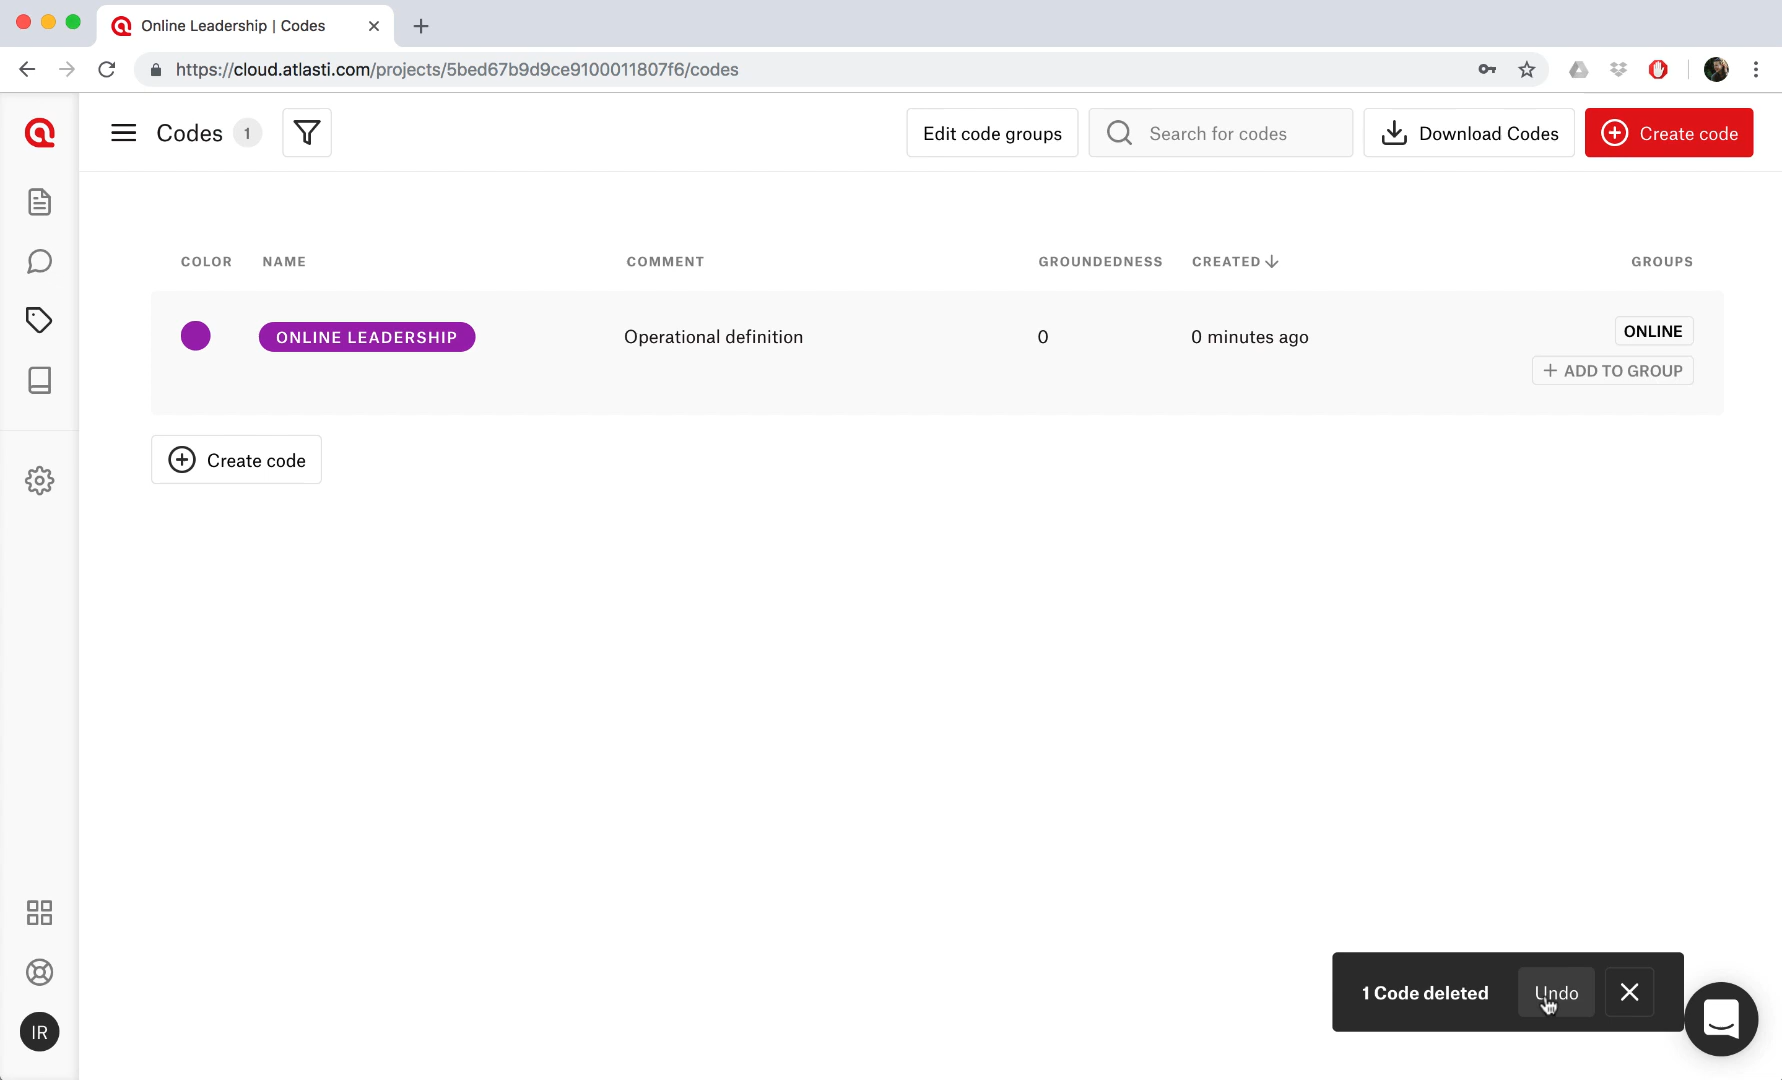 Online Leadership | Codes
https://cloud.atlasti.com/projects/5bed67b9d9ce9100011807f6/codes
Codes 1
Edit code groups
Search for codes
Download Codes
Create code
COLOR NAME COMMENT GROUNDEDNESS CREATED GROUPS
ONLINE LEADERSHIP Operational definition 0 0 minutes ago ONLINE
+ ADD TO GROUP
Create code
1 Code deleted Undo
IR